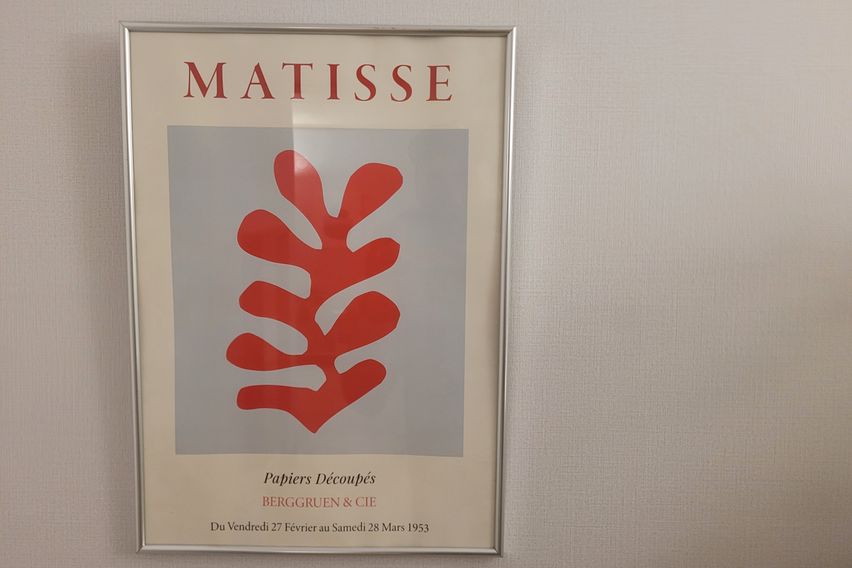 MATISSE
Papiers Découpés
BERGGRUEN & CIE
Du Vendredi 27 Février au Samedi 28 Mars 1953